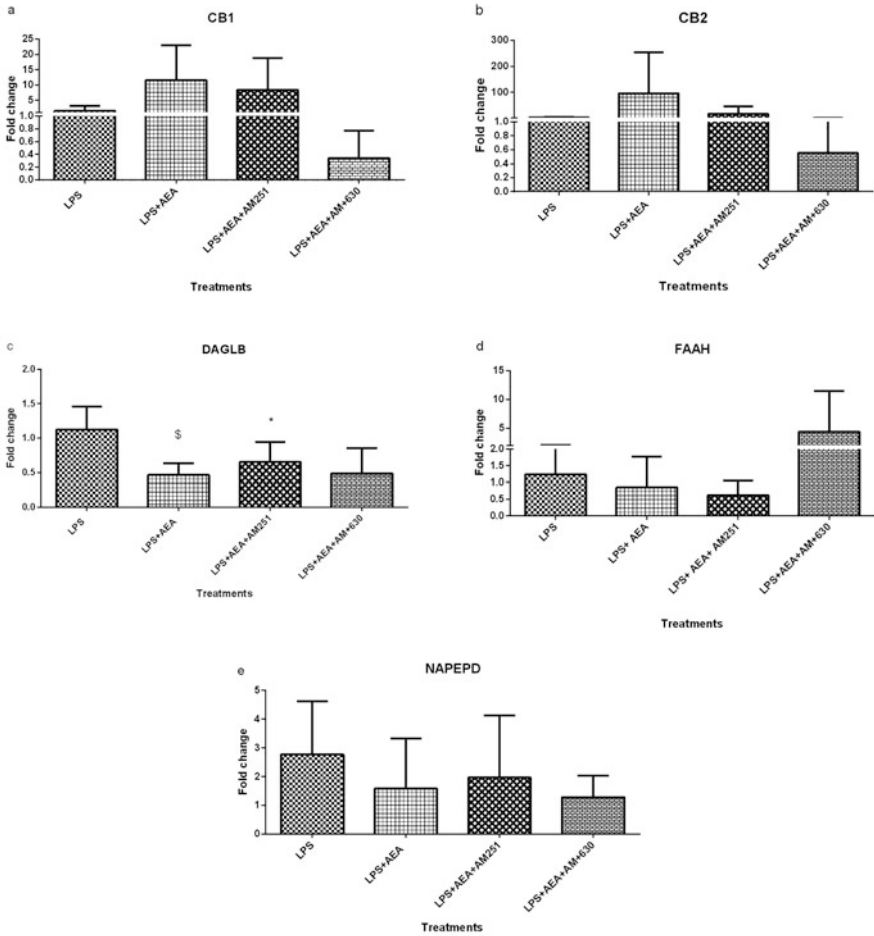 a
CB1
Fold change
25
20
15
10
5
1.0
0.8
0.6
0.4
0.2
0.0
LPS
LPS+AEA
LPS+AEA+AM251
LPS+AEA+AM+630
Treatments
b
CB2
Fold change
300
200
100
1.0
0.8
0.6
0.4
0.2
0.0
LPS
LPS+AEA
LPS+AEA+AM251
LPS+AEA+AM+630
Treatments
c
DAGLB
Fold change
2.0
1.5
1.0
0.5
0.0
$
*
LPS
LPS+AEA
LPS+AEA+AM251
LPS+AEA+AM+630
Treatments
d
FAAH
Fold change
15
10
5
2.0
1.5
1.0
0.5
0.0
LPS
LPS+ AEA
LPS+ AEA+ AM251
LPS+AEA+AM+630
Treatments
e
NAPEPD
Fold change
5
4
3
2
1
0
LPS
LPS+AEA
LPS+AEA+AM251
LPS+AEA+AM+630
Treatments